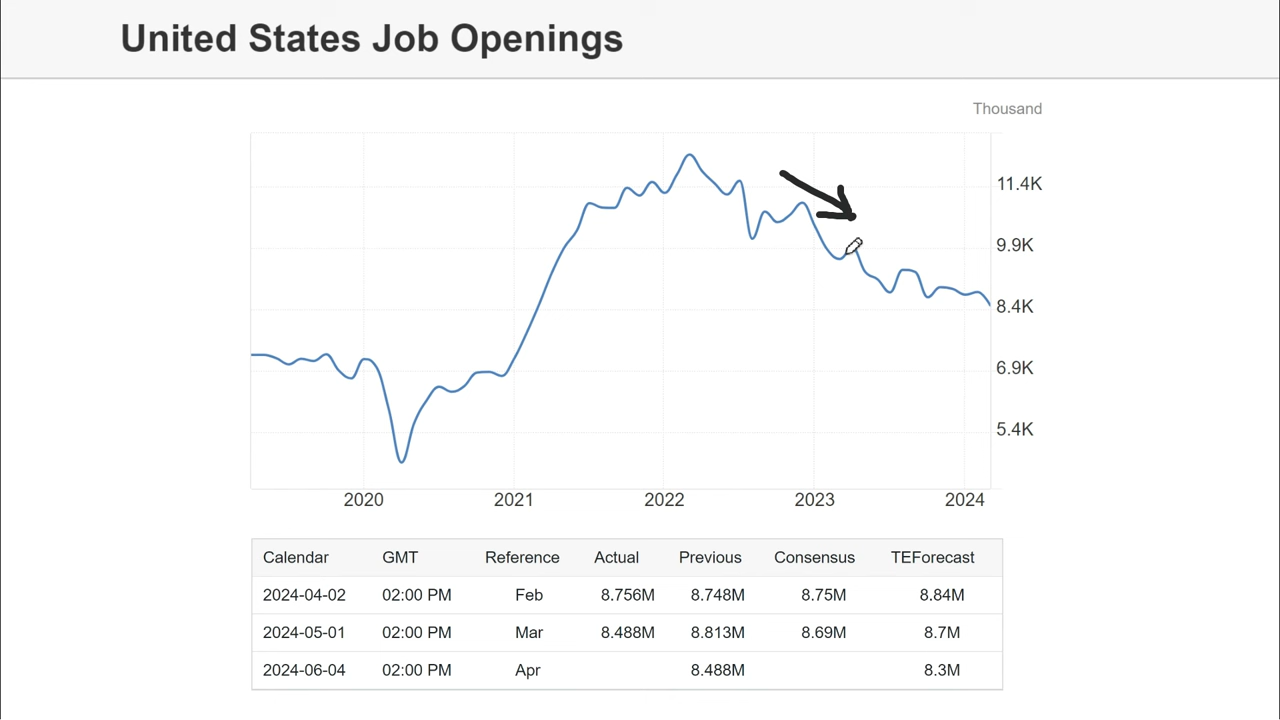 United States Job Openings
Thousand
11.4K
9.9K
8.4K
6.9K
5.4K
2020 2021 2022 2023 2024
Calendar GMT Reference Actual Previous Consensus TEForecast
2024-04-02 02:00 PM Feb 8.756M 8.748M 8.75M 8.84M
2024-05-01 02:00 PM Mar 8.488M 8.813M 8.69M 8.7M
2024-06-04 02:00 PM Apr 8.488M 8.3M